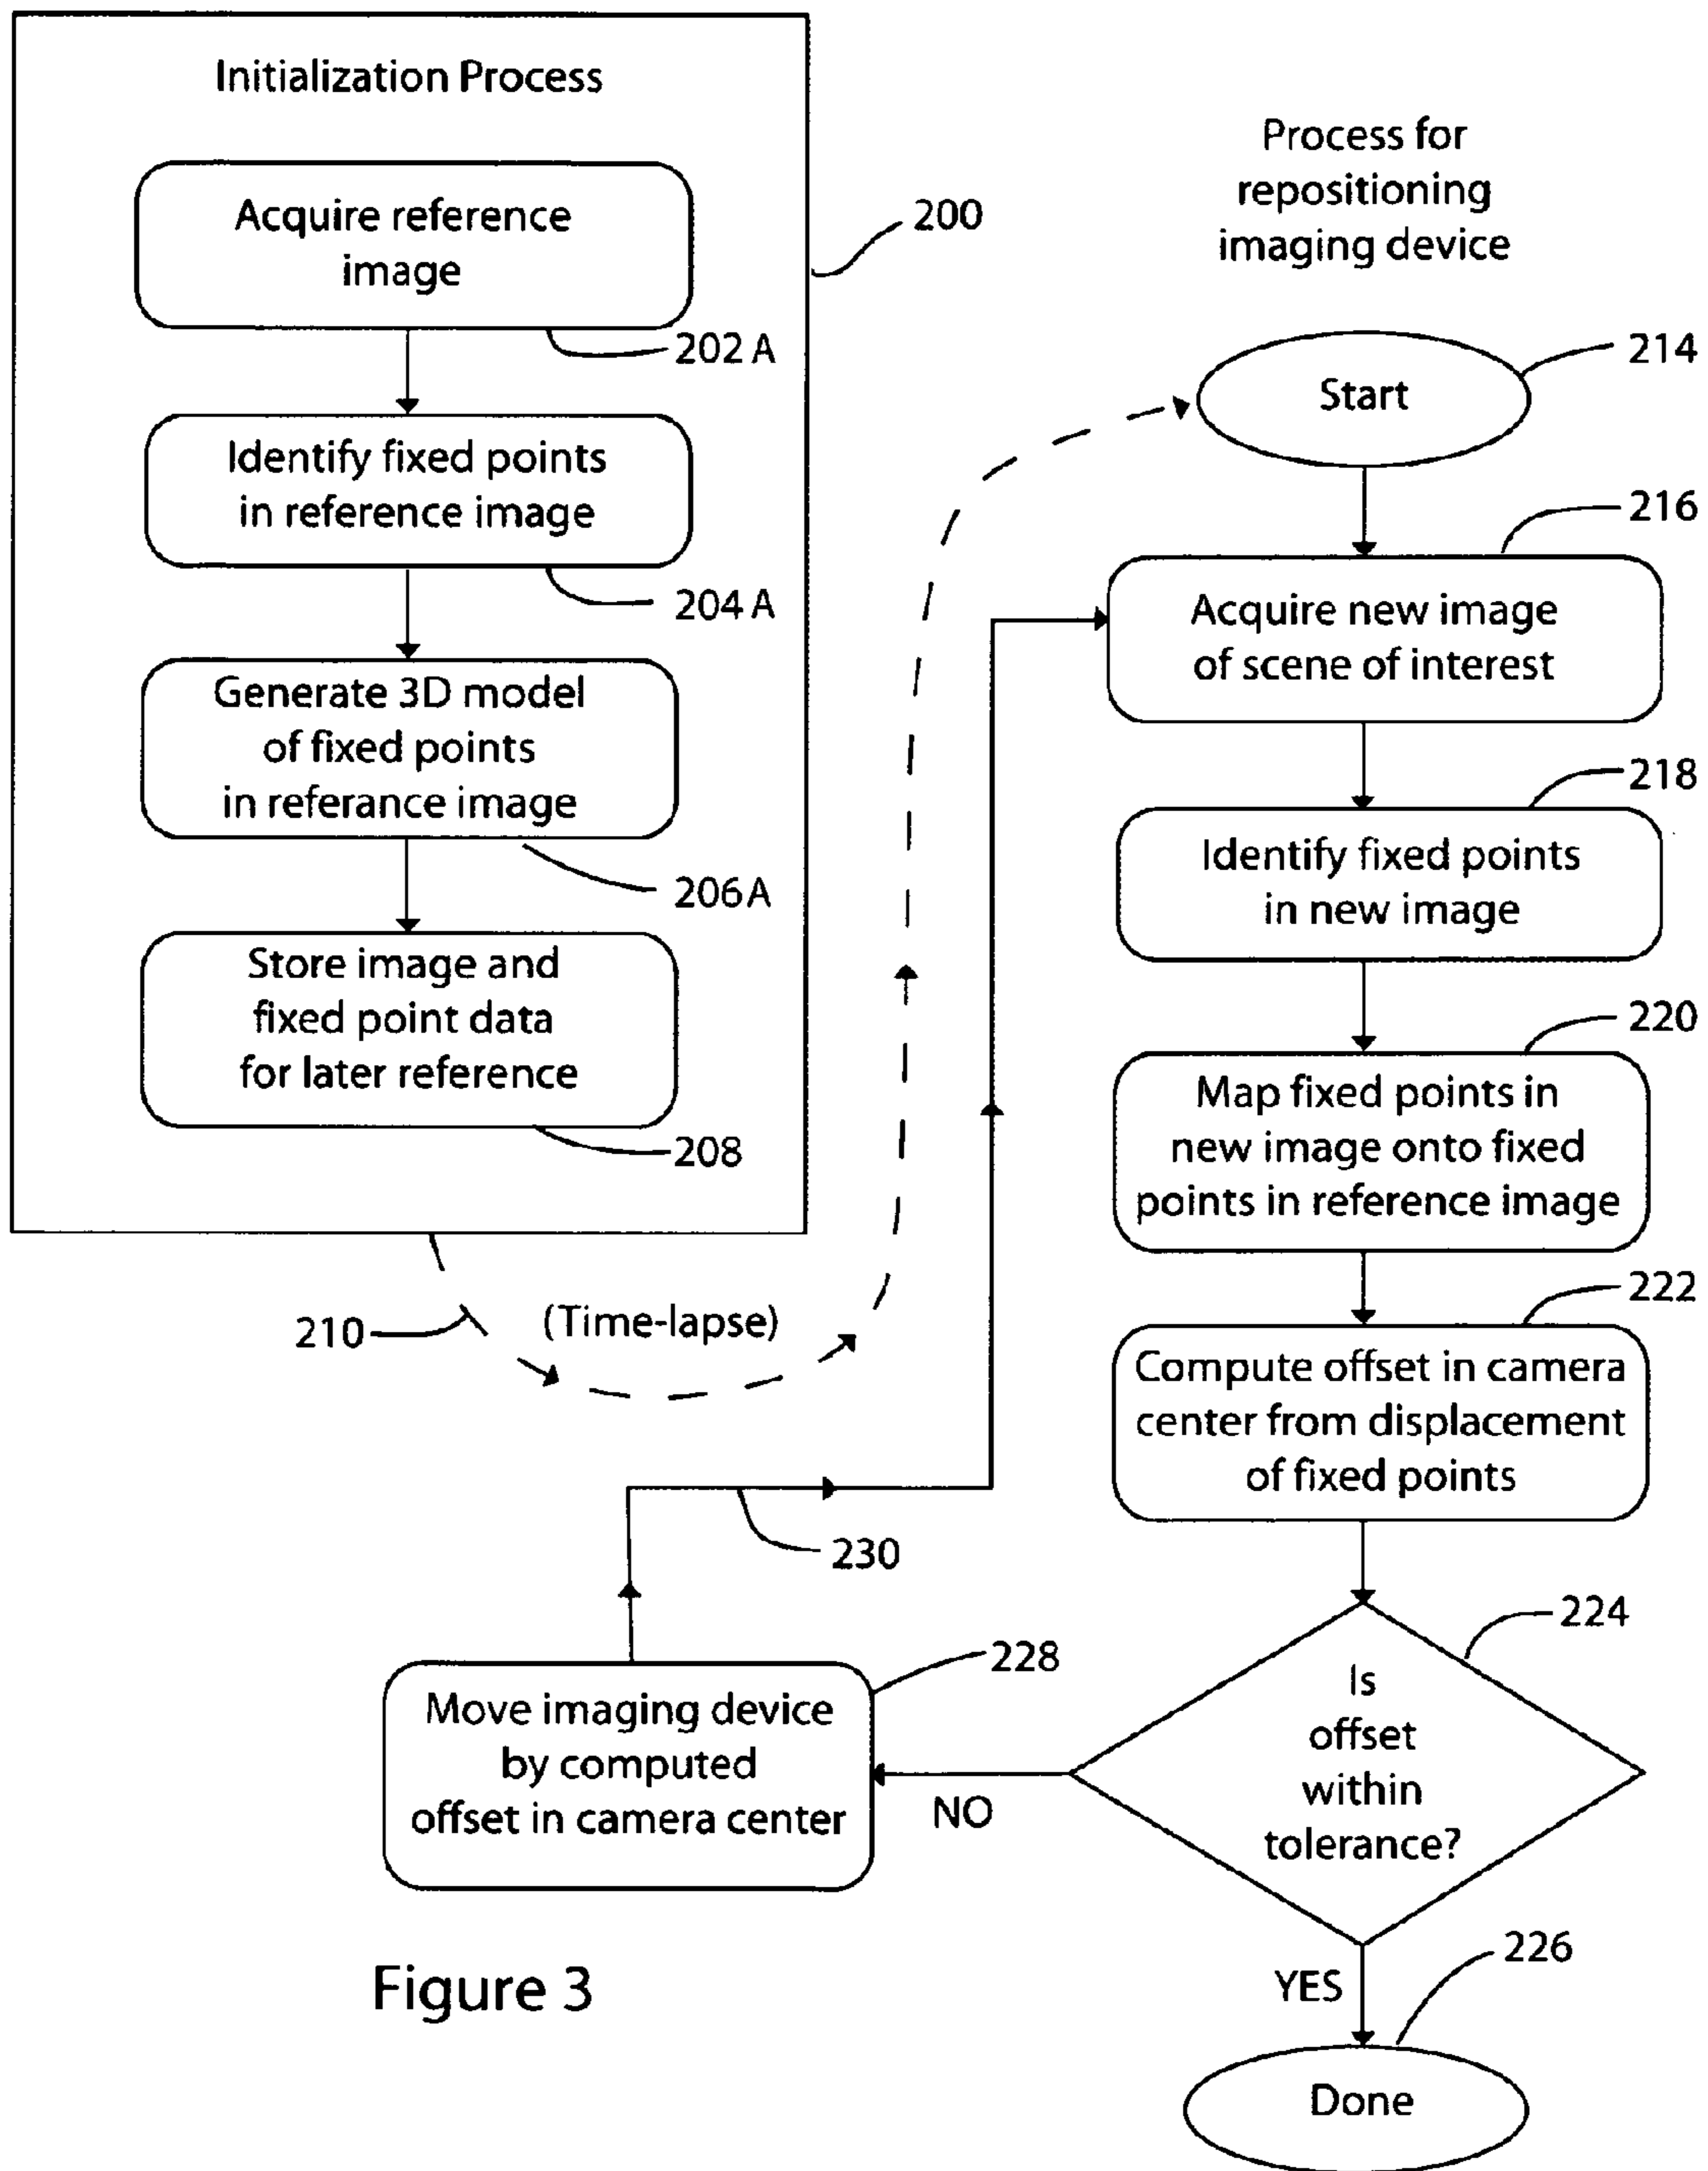 Initialization Process
Acquire reference
image
200
202 A
Identify fixed points
in reference image
204 A
Generate 3D model
of fixed points
in referance image
206 A
Store image and
fixed point data
for later reference
208
210
(Time-lapse)
Process for
repositioning
imaging device
Start
214
216
Acquire new image
of scene of interest
218
Identify fixed points
in new image
220
Map fixed points in
new image onto fixed
points in reference image
222
Compute offset in camera
center from displacement
of fixed points
224
Is
offset
within
tolerance?
NO
228
Move imaging device
by computed
offset in camera center
230
YES
226
Done
Figure 3